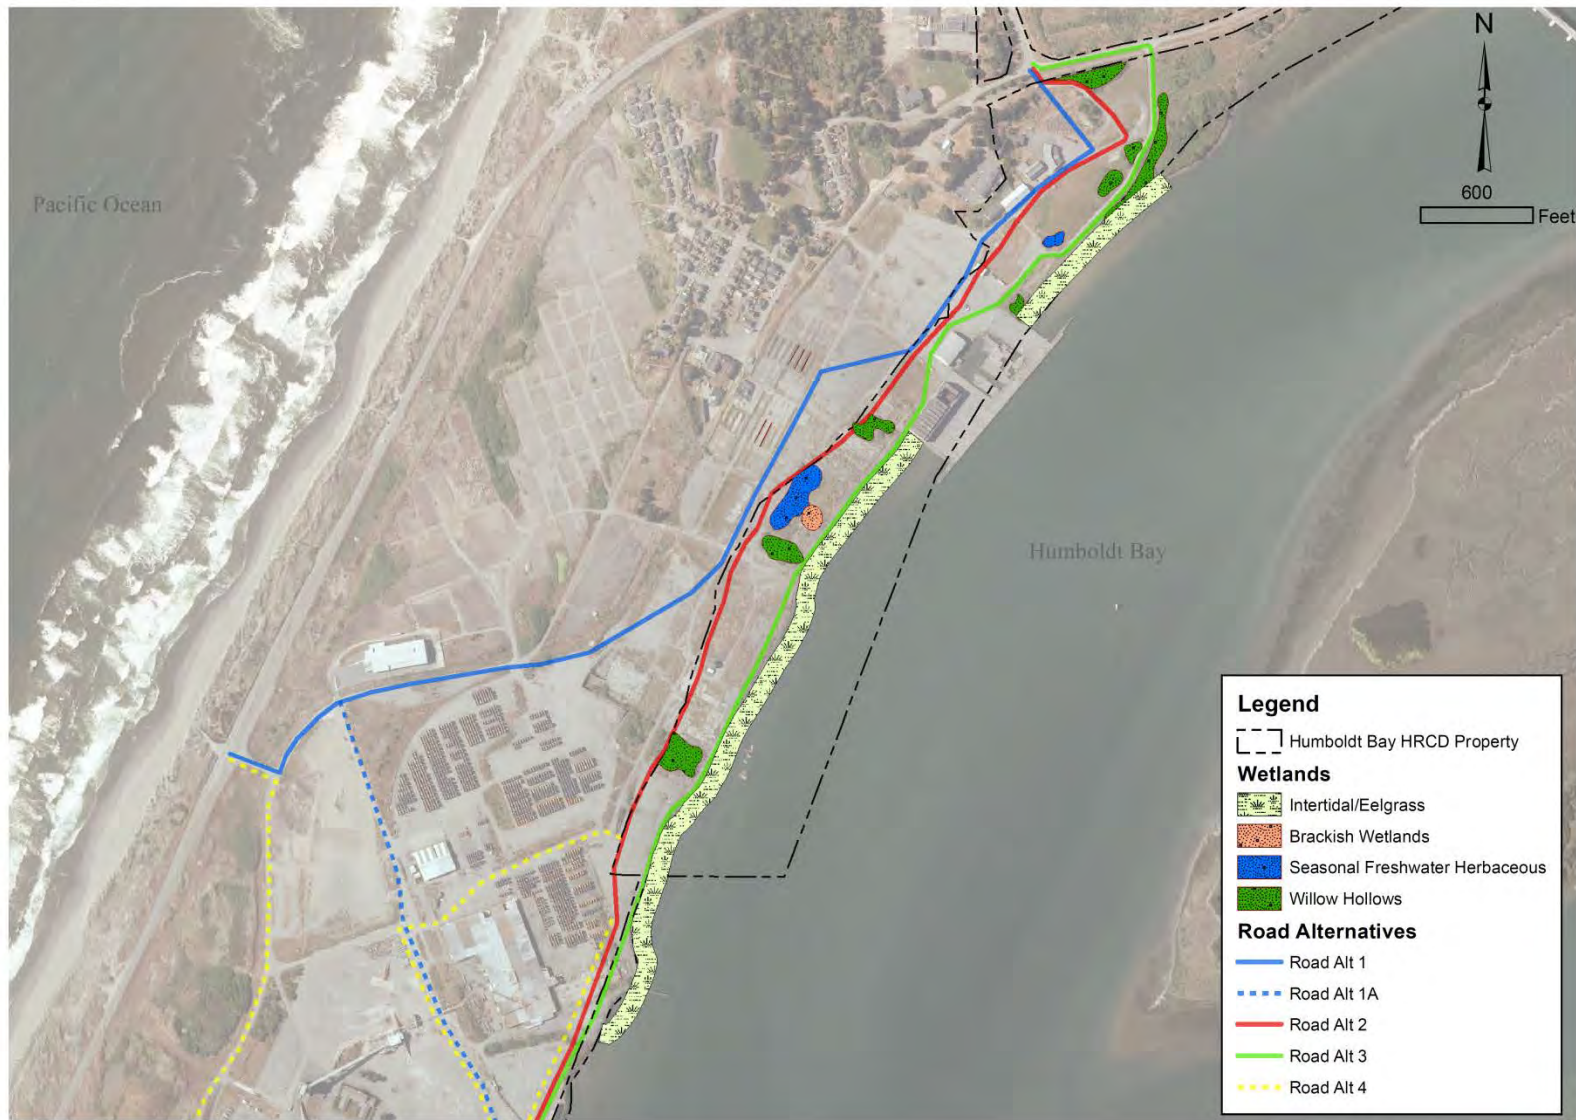 N
600
Feet
Pacific Ocean
Humboldt Bay
Legend
Humboldt Bay HRCD Property
Wetlands
Intertidal/Eelgrass
Brackish Wetlands
Seasonal Freshwater Herbaceous
Willow Hollows
Road Alternatives
Road Alt 1
Road Alt 1A
Road Alt 2
Road Alt 3
Road Alt 4